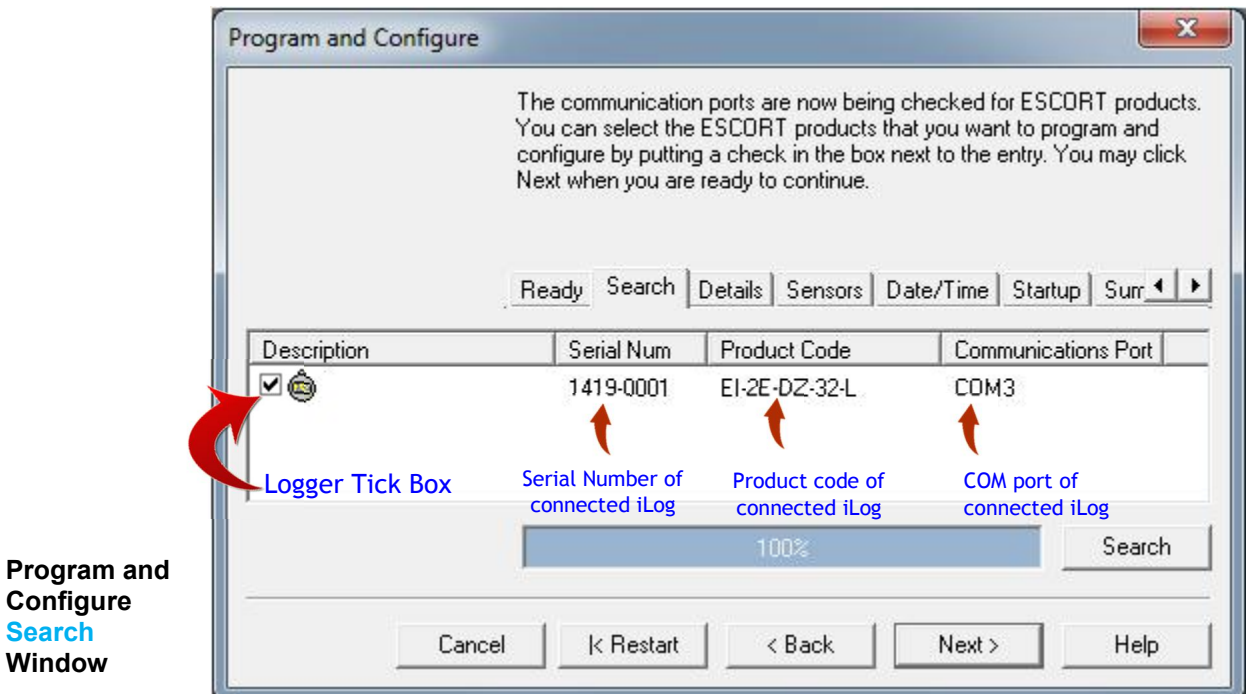 Program and Configure
The communication ports are now being checked for ESCORT products.
You can select the ESCORT products that you want to program and
configure by putting a check in the box next to the entry. You may click
Next when you are ready to continue.
Ready Search Details Sensors Date/Time Startup Sum
Description Serial Num Product Code Communications Port
1419-0001 EI-2E-DZ-32-L COM3
Logger Tick Box
Serial Number of
connected iLog
Product code of
connected iLog
COM port of
connected iLog
100%
Search
Program and
Configure
Search
Window
Cancel |< Restart < Back Next > Help